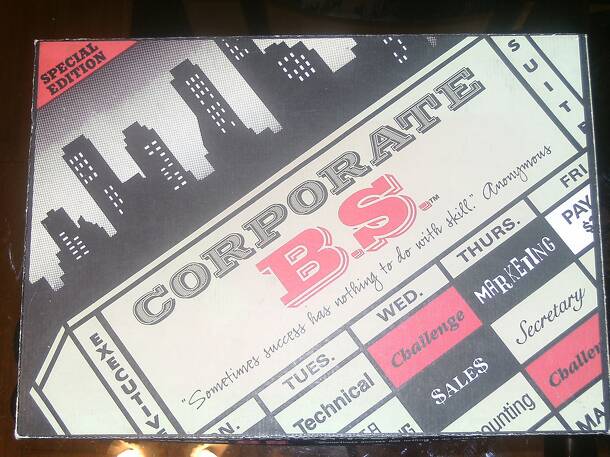 SPECIAL
EDITION
CORPORATE
B.S.™
"Sometimes success has nothing to do with skill." Anonymous
SUITE
EXECUTIVE
TUES.
WED.
THURS.
FRI
Technical
Challenge
MARKETING
PAY
SALES
Secretary
Challen